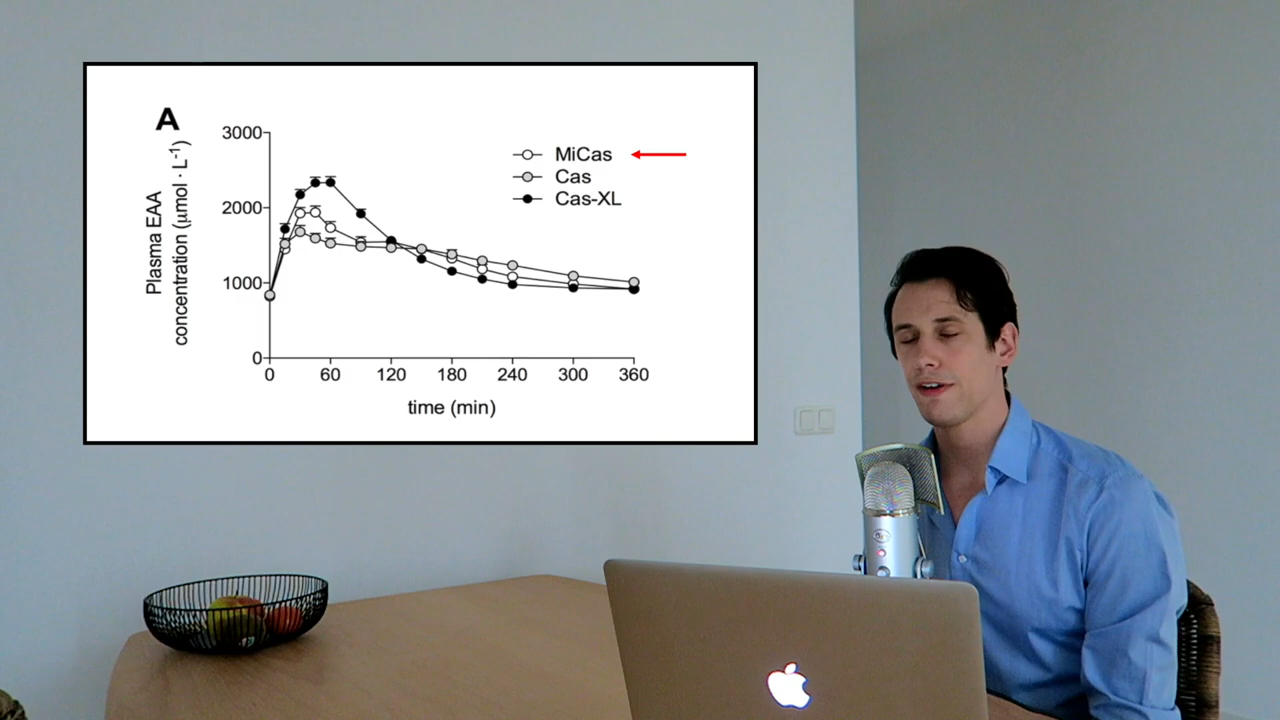 A
Plasma EAA
concentration (µmol · L⁻¹)
3000
2000
1000
0
MiCas
Cas
Cas-XL
0 60 120 180 240 300 360
time (min)